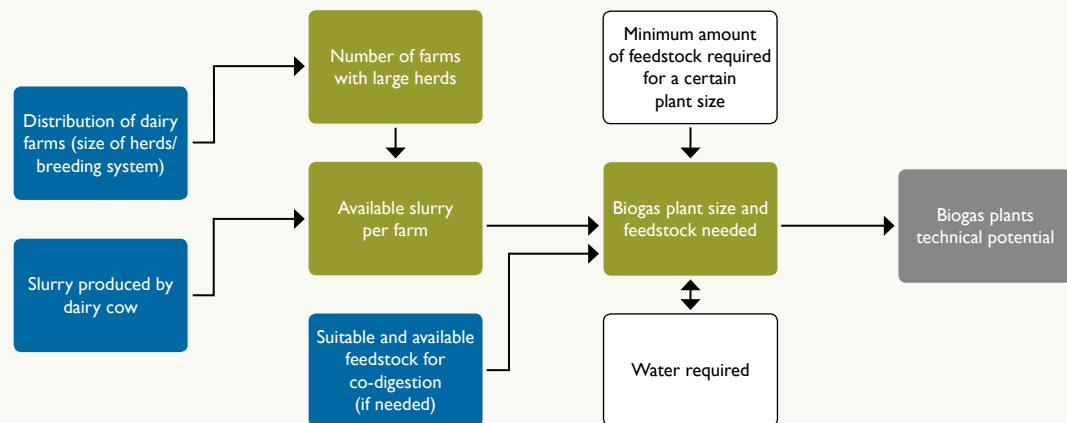 Number of farms
with large herds
Minimum amount
of feedstock required
for a certain
plant size
Distribution of dairy
farms (size of herds/
breeding system)
Available slurry
per farm
Biogas plant size and
feedstock needed
Biogas plants
technical potential
Slurry produced by
dairy cow
Suitable and available
feedstock for
co-digestion
(if needed)
Water required